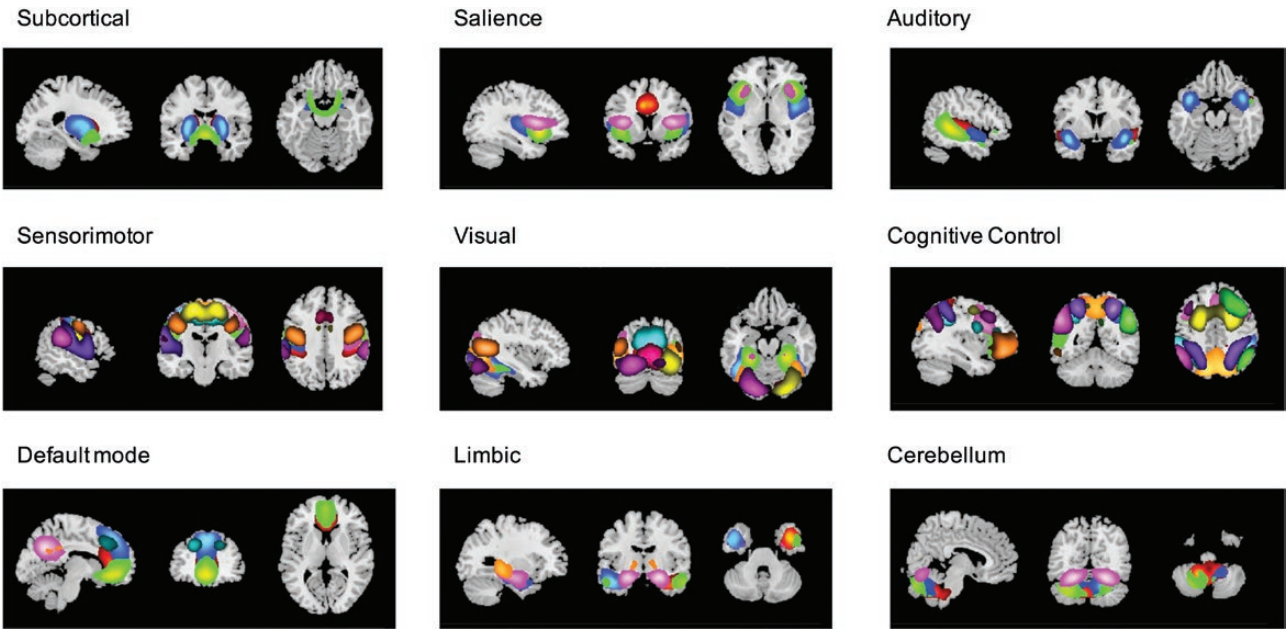 Subcortical
Salience
Auditory
Sensorimotor
Visual
Cognitive Control
Default mode
Limbic
Cerebellum